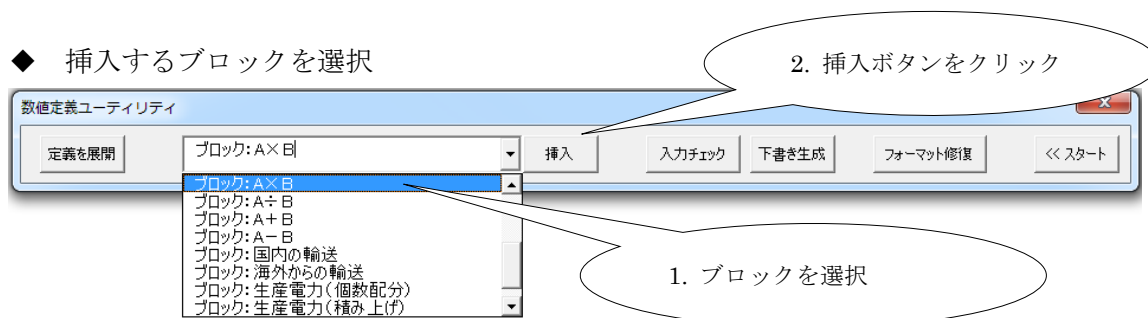 ◆ 挿入するブロックを選択
2. 挿入ボタンをクリック
数値定義ユーティリティ
定義を展開 ブロック:A×B 挿入 入力チェック 下書き生成 フォーマット修復 << スタート
ブロック:A×B
ブロック:A÷B
ブロック:A+B
ブロック:A-B
ブロック:国内の輸送
ブロック:海外からの輸送
ブロック:生産電力(個数配分)
ブロック:生産電力(積み上げ)
1. ブロックを選択